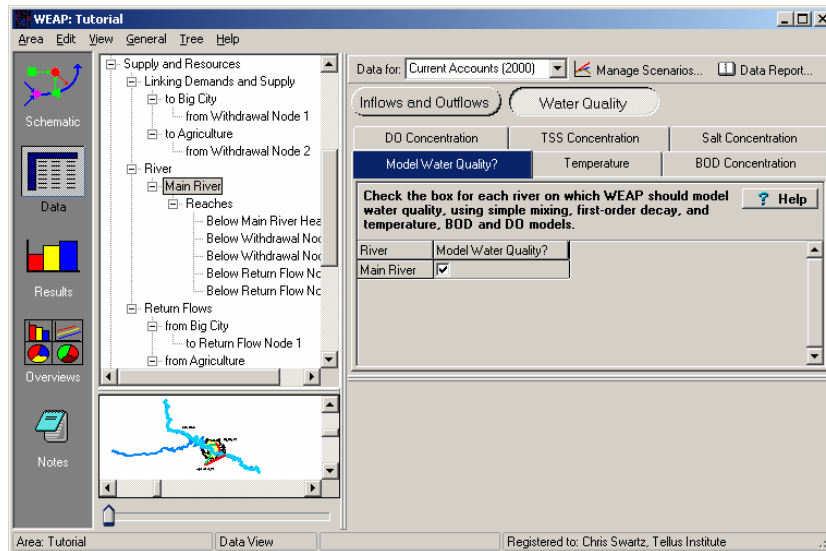 WEAP: Tutorial
Area Edit View General Tree Help
Schematic
Data
Results
Overviews
Notes
Supply and Resources
Linking Demands and Supply
to Big City
from Withdrawal Node 1
to Agriculture
from Withdrawal Node 2
River
Main River
Reaches
Below Main River Hea
Below Withdrawal Noc
Below Withdrawal Noc
Below Return Flow Nc
Below Return Flow Nc
Return Flows
from Big City
to Return Flow Node 1
from Agriculture
Data for: Current Accounts (2000) Manage Scenarios... Data Report...
Inflows and Outflows Water Quality
DO Concentration TSS Concentration Salt Concentration
Model Water Quality? Temperature BOD Concentration
Check the box for each river on which WEAP should model
water quality, using simple mixing, first-order decay, and
temperature, BOD and DO models.
? Help
River Model Water Quality?
Main River
Area: Tutorial Data View Registered to: Chris Swartz, Tellus Institute